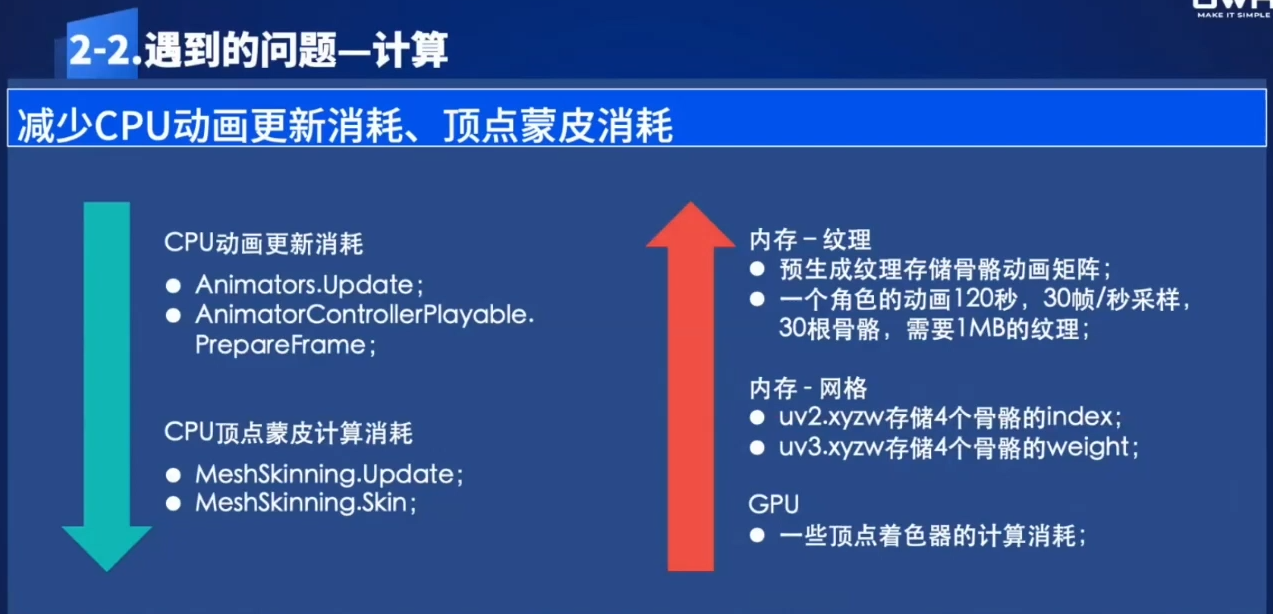 UWA
MAKE IT SIMPLE
2-2.遇到的问题—计算
减少CPU动画更新消耗、顶点蒙皮消耗
CPU动画更新消耗
● Animators.Update;
● AnimatorControllerPlayable.
PrepareFrame;
CPU顶点蒙皮计算消耗
● MeshSkinning.Update;
● MeshSkinning.Skin;
内存 – 纹理
● 预生成纹理存储骨骼动画矩阵;
● 一个角色的动画120秒，30帧/秒采样，
30根骨骼，需要1MB的纹理;
内存 - 网格
● uv2.xyzw存储4个骨骼的index;
● uv3.xyzw存储4个骨骼的weight;
GPU
● 一些顶点着色器的计算消耗;